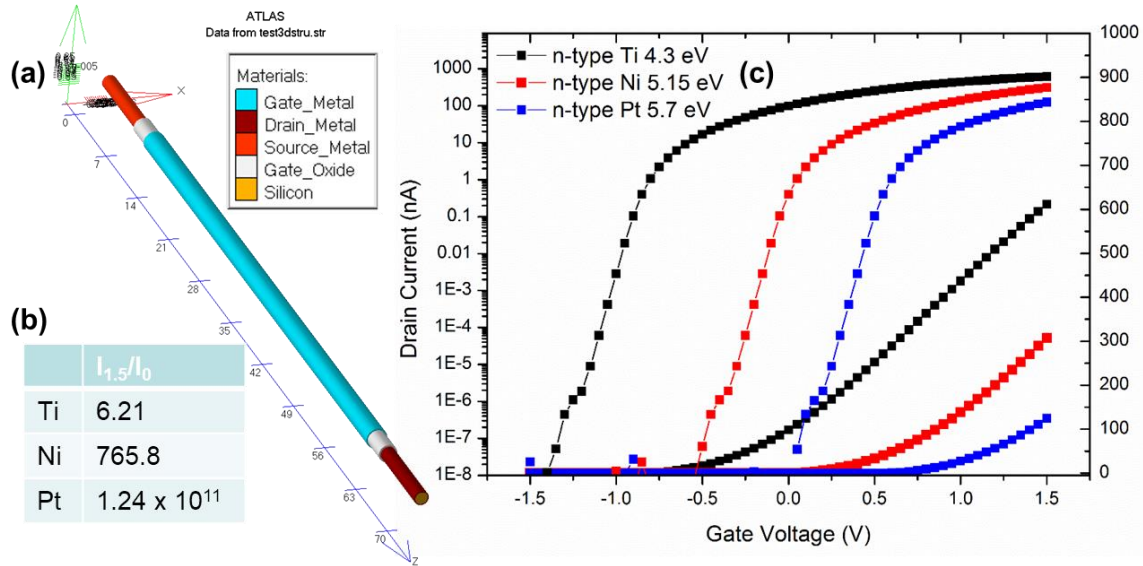 ATLAS
Data from test3dstru.str
(a)
Materials:
Gate_Metal
Drain_Metal
Source_Metal
Gate_Oxide
Silicon
X
0
7
14
21
28
35
42
49
56
63
70
Z
(b)
I1.5/I0
Ti 6.21
Ni 765.8
Pt 1.24 x 10^11
(c)
n-type Ti 4.3 eV
n-type Ni 5.15 eV
n-type Pt 5.7 eV
Drain Current (nA)
1000
100
10
1
0.1
0.01
1E-3
1E-4
1E-5
1E-6
1E-7
1E-8
-1.5 -1.0 -0.5 0.0 0.5 1.0 1.5
Gate Voltage (V)
1000
900
800
700
600
500
400
300
200
100
0